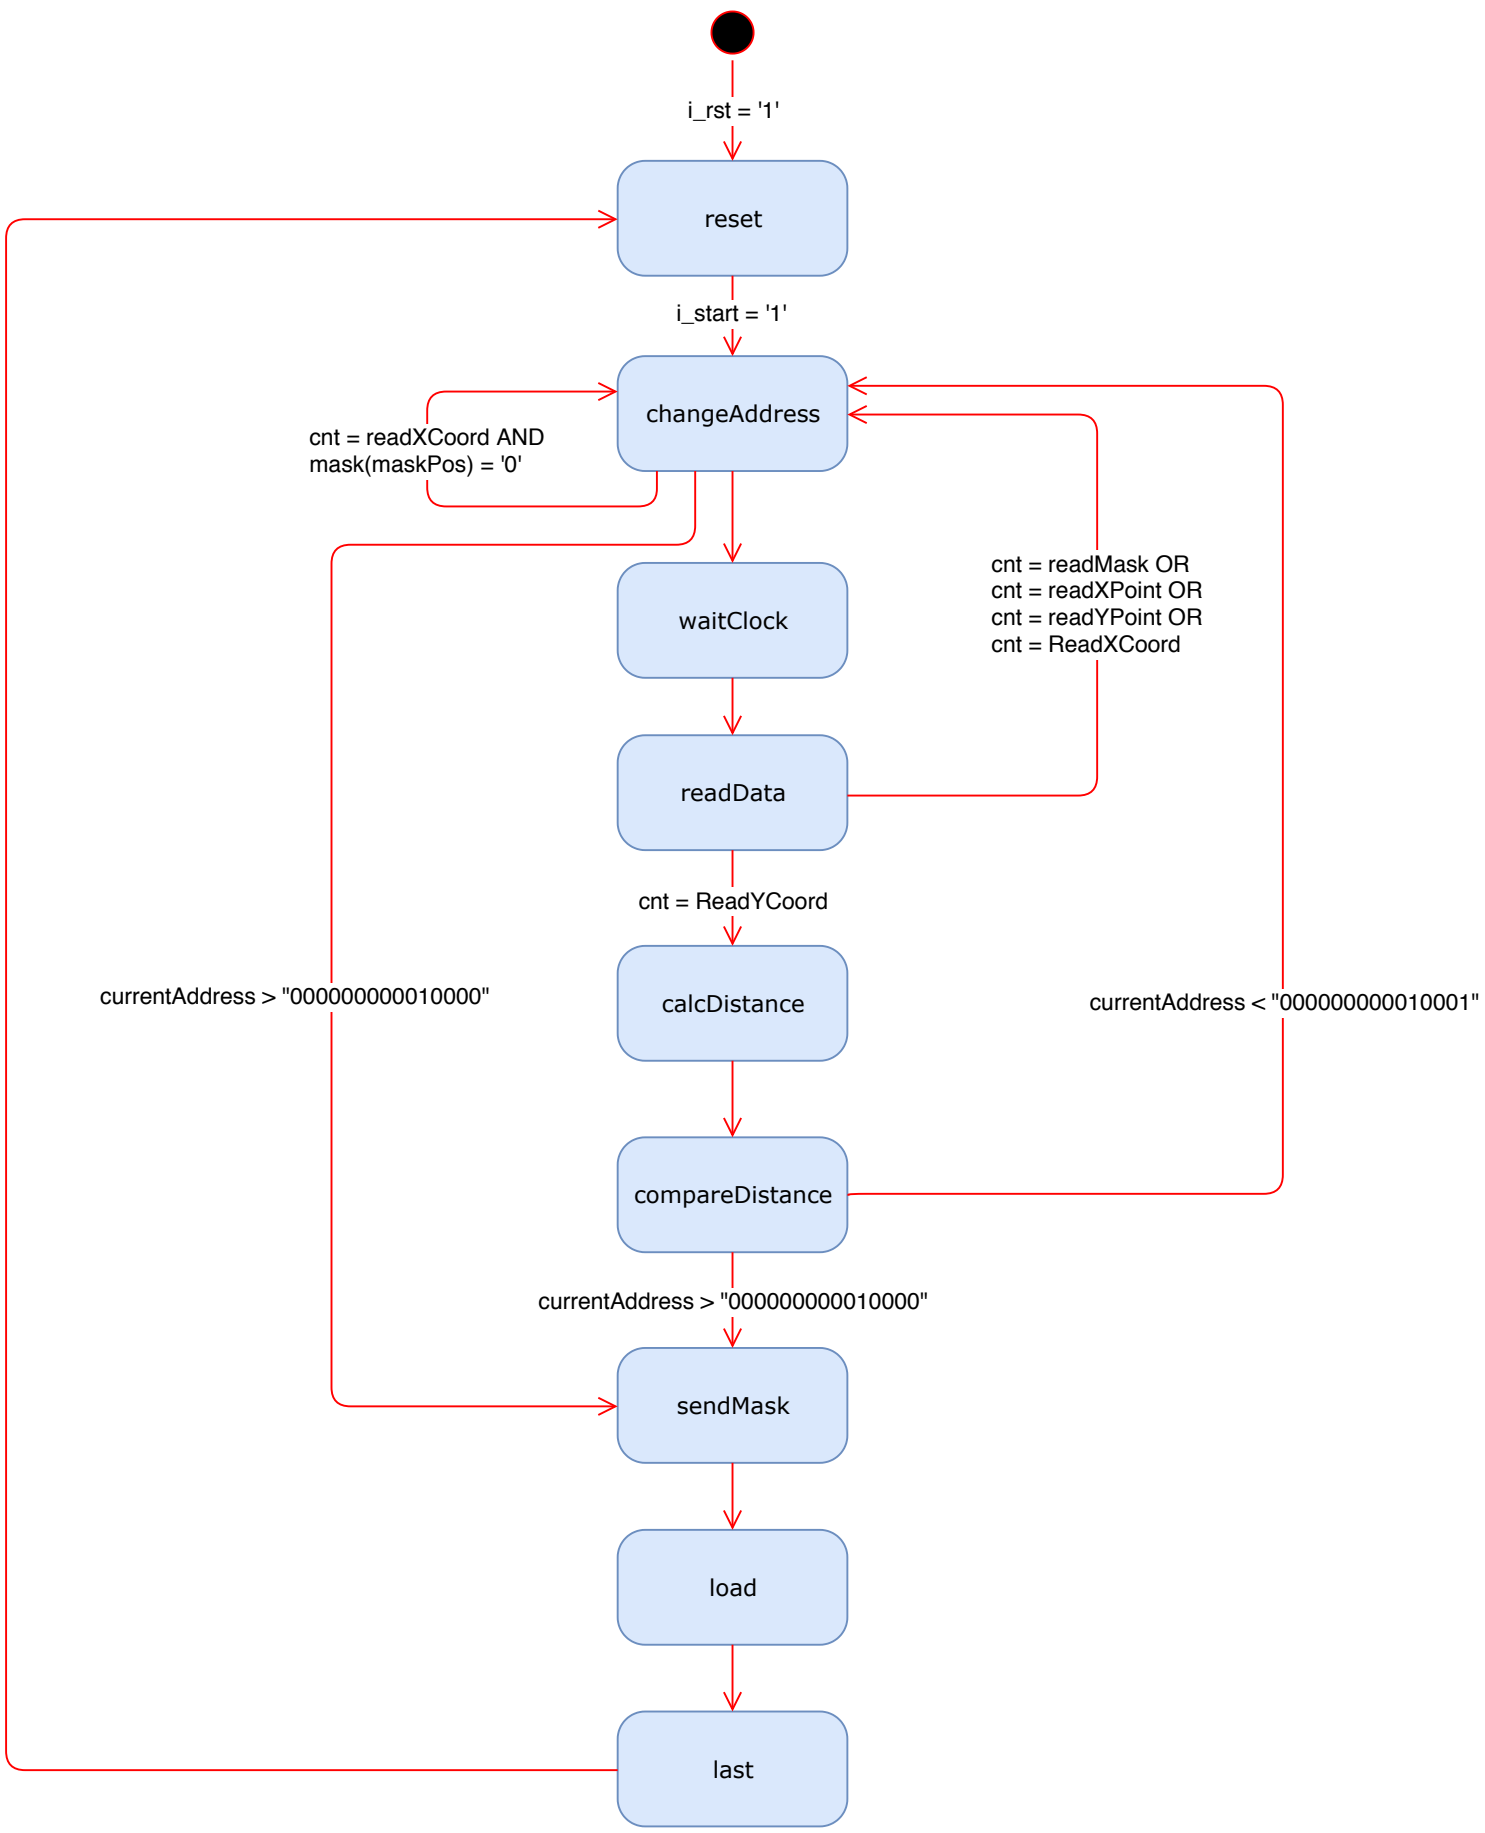 i_rst = '1'
reset
i_start = '1'
changeAddress
cnt = readXCoord AND
mask(maskPos) = '0'
cnt = readMask OR
cnt = readXPoint OR
cnt = readYPoint OR
cnt = ReadXCoord
waitClock
readData
cnt = ReadYCoord
currentAddress > "000000000010000"
calcDistance
currentAddress < "000000000010001"
compareDistance
currentAddress > "000000000010000"
sendMask
load
last